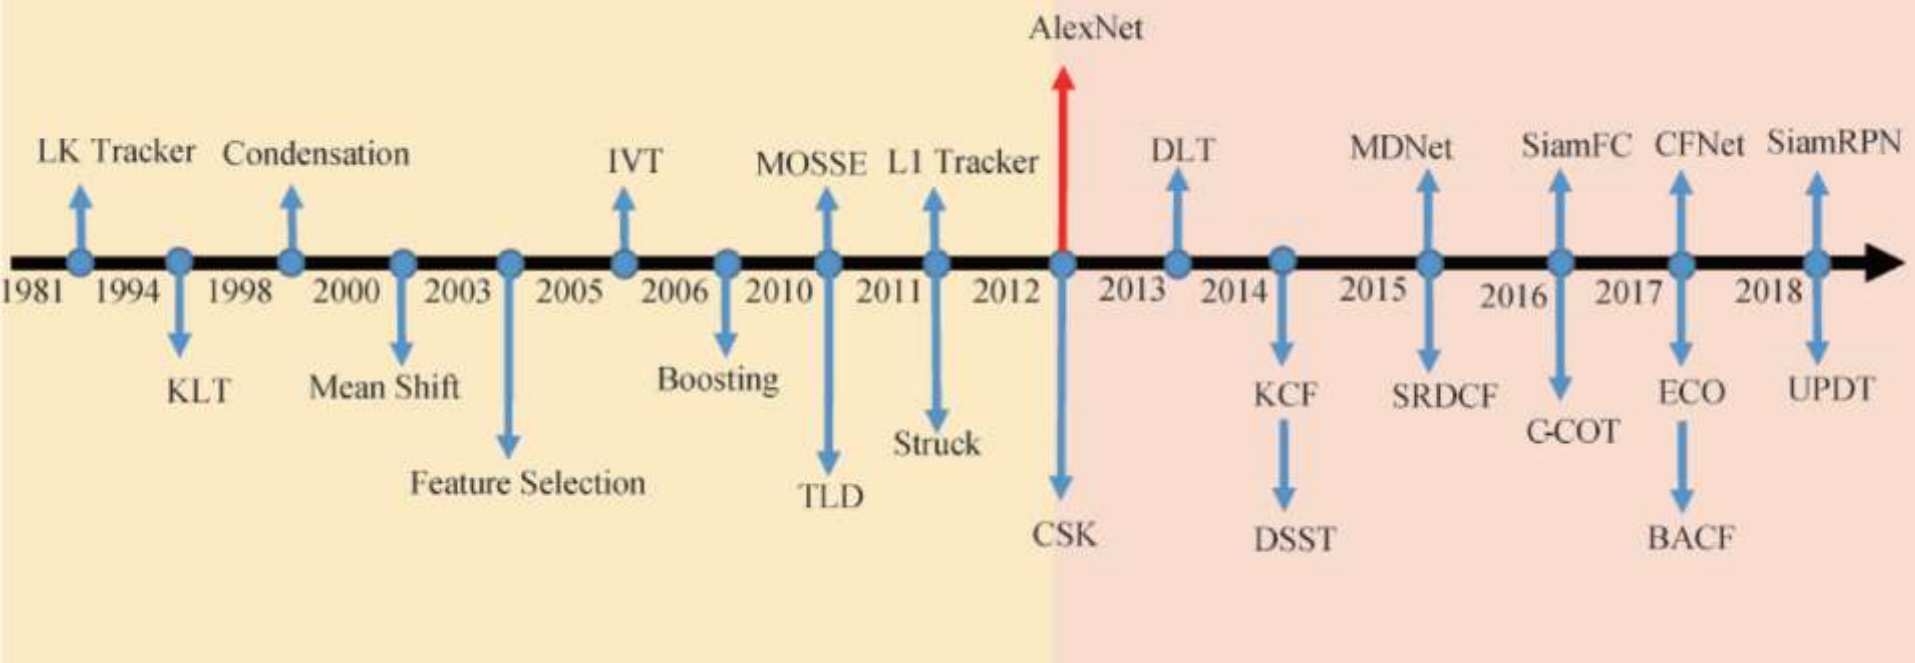 AlexNet
LK Tracker
Condensation
IVT
MOSSE
L1 Tracker
DLT
MDNet
SiamFC
CFNet
SiamRPN
1981
1994
1998
2000
2003
2005
2006
2010
2011
2012
2013
2014
2015
2016
2017
2018
KLT
Mean Shift
Boosting
KCF
SRDCF
ECO
UPDT
Struck
C-COT
Feature Selection
TLD
CSK
DSST
BACF